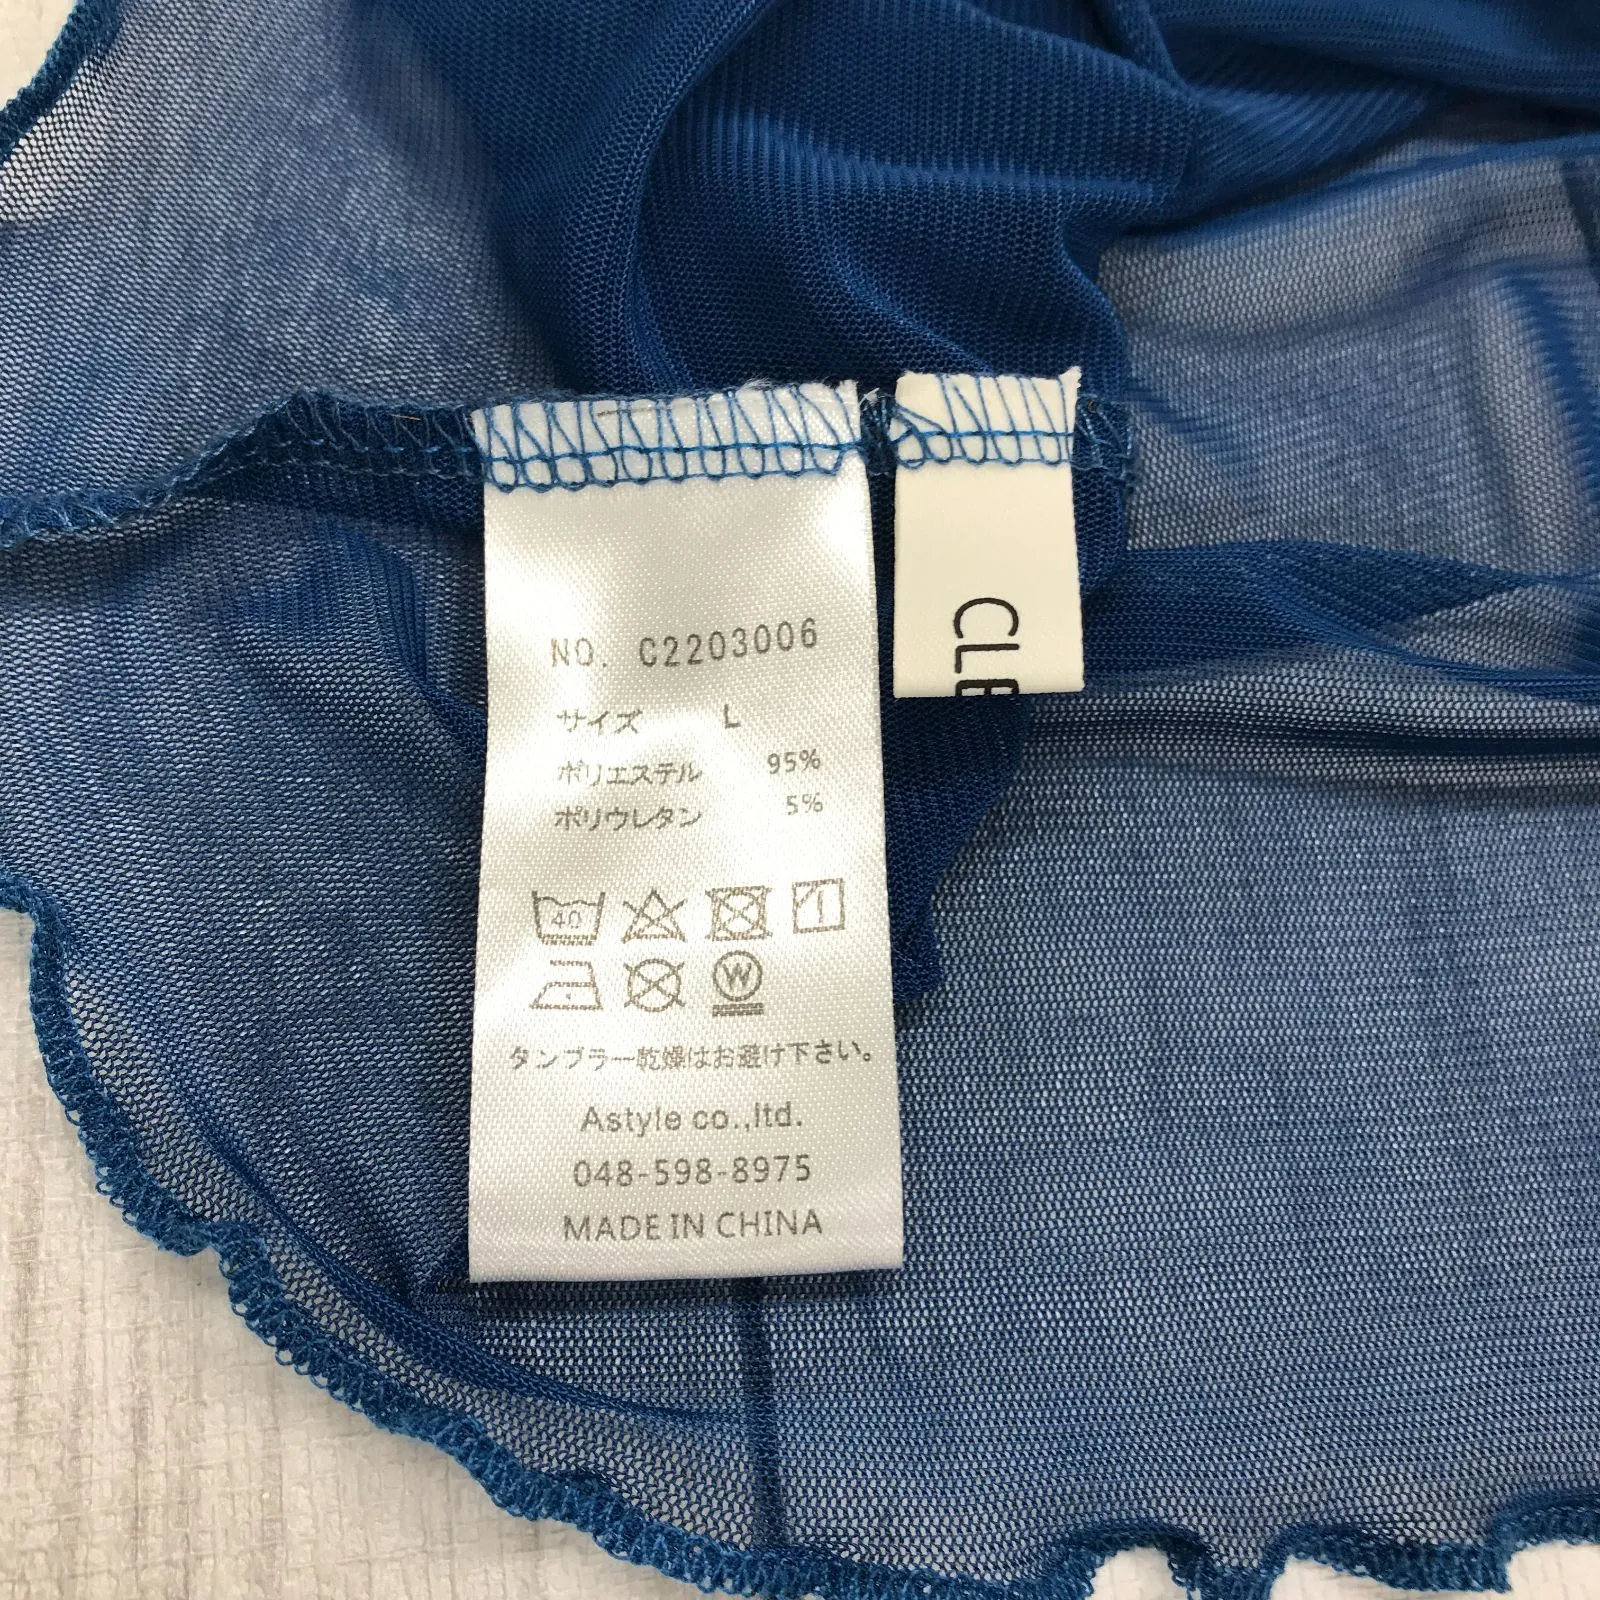 NO. C2203006
サイズ L
ポリエステル 95%
ポリウレタン 5%
40
W
タンブラー乾燥はお避け下さい。
Astyle co.,ltd.
048-598-8975
MADE IN CHINA